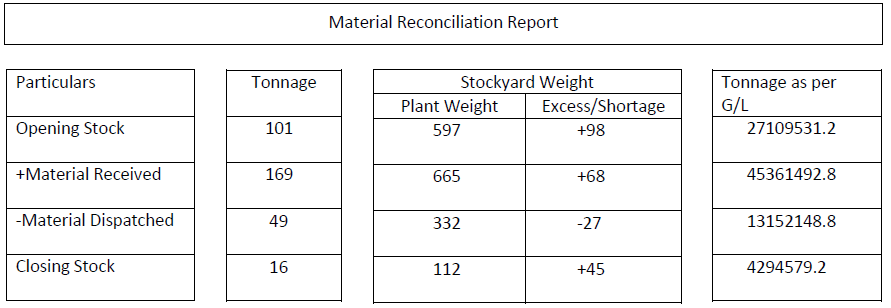 Material Reconciliation Report
Particulars Tonnage Stockyard Weight Tonnage as per G/L
Plant Weight Excess/Shortage
Opening Stock 101 597 +98 27109531.2
+Material Received 169 665 +68 45361492.8
-Material Dispatched 49 332 -27 13152148.8
Closing Stock 16 112 +45 4294579.2